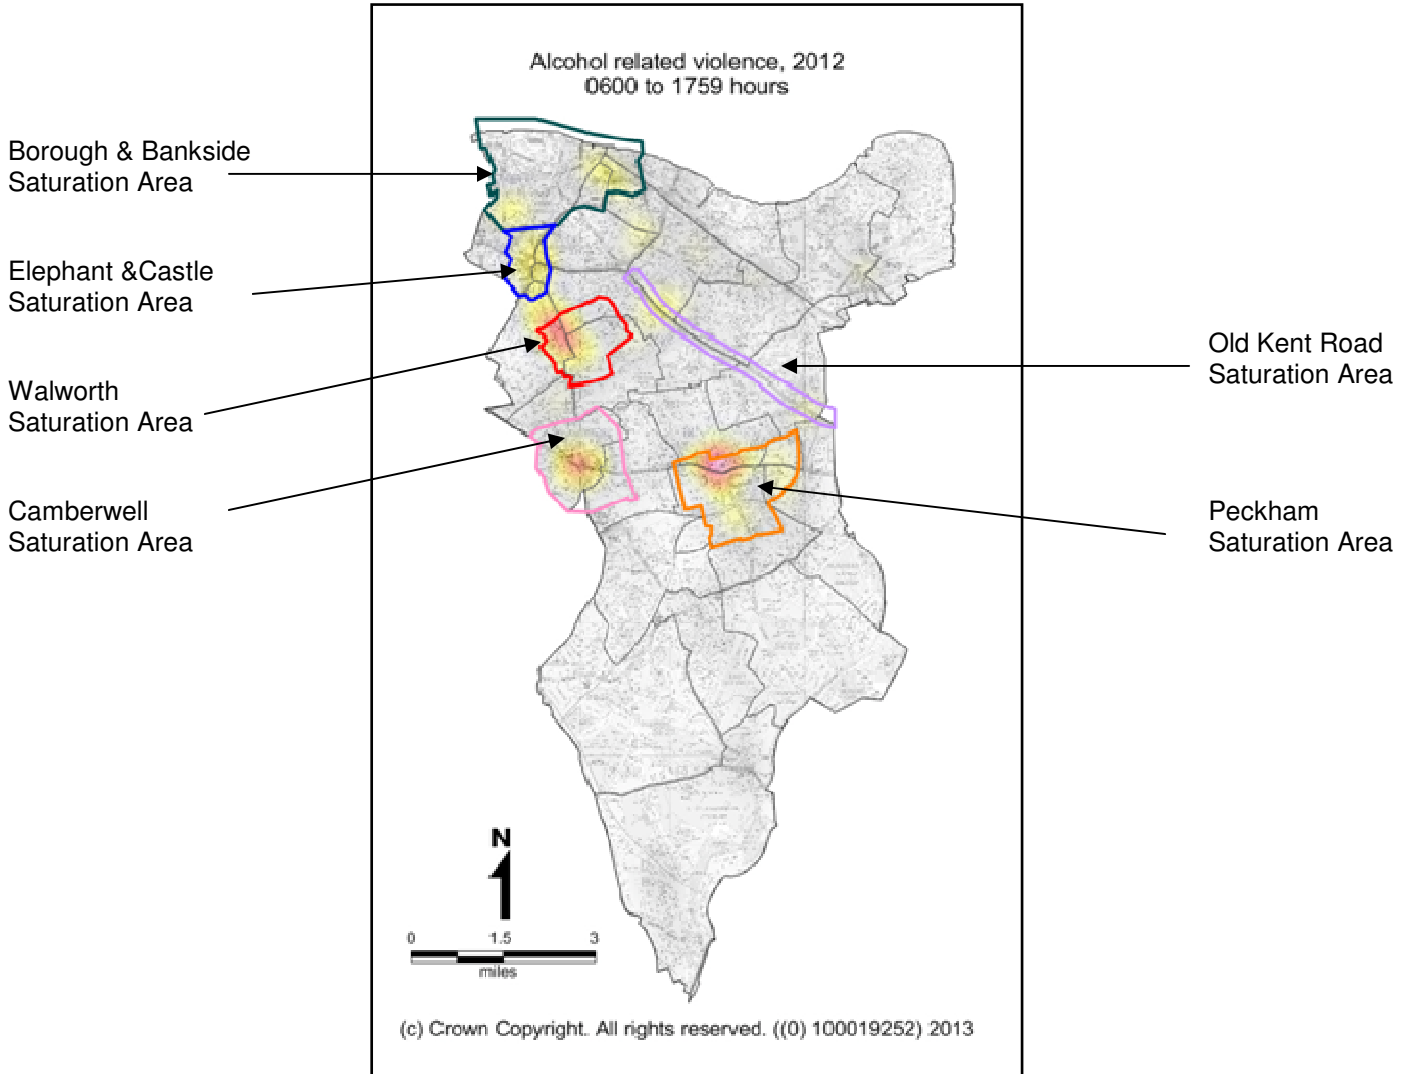 Alcohol related violence, 2012
0600 to 1759 hours
Borough & Bankside
Saturation Area
Elephant &Castle
Saturation Area
Walworth
Saturation Area
Camberwell
Saturation Area
Old Kent Road
Saturation Area
Peckham
Saturation Area
N
0 1.5 3
miles
(c) Crown Copyright. All rights reserved. ((0) 100019252) 2013